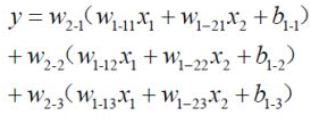 y = w₂₋₁(w₁₋₁₁x₁ + w₁₋₂₁x₂ + b₁₋₁)
+ w₂₋₂(w₁₋₁₂x₁ + w₁₋₂₂x₂ + b₁₋₂)
+ w₂₋₃(w₁₋₁₃x₁ + w₁₋₂₃x₂ + b₁₋₃)